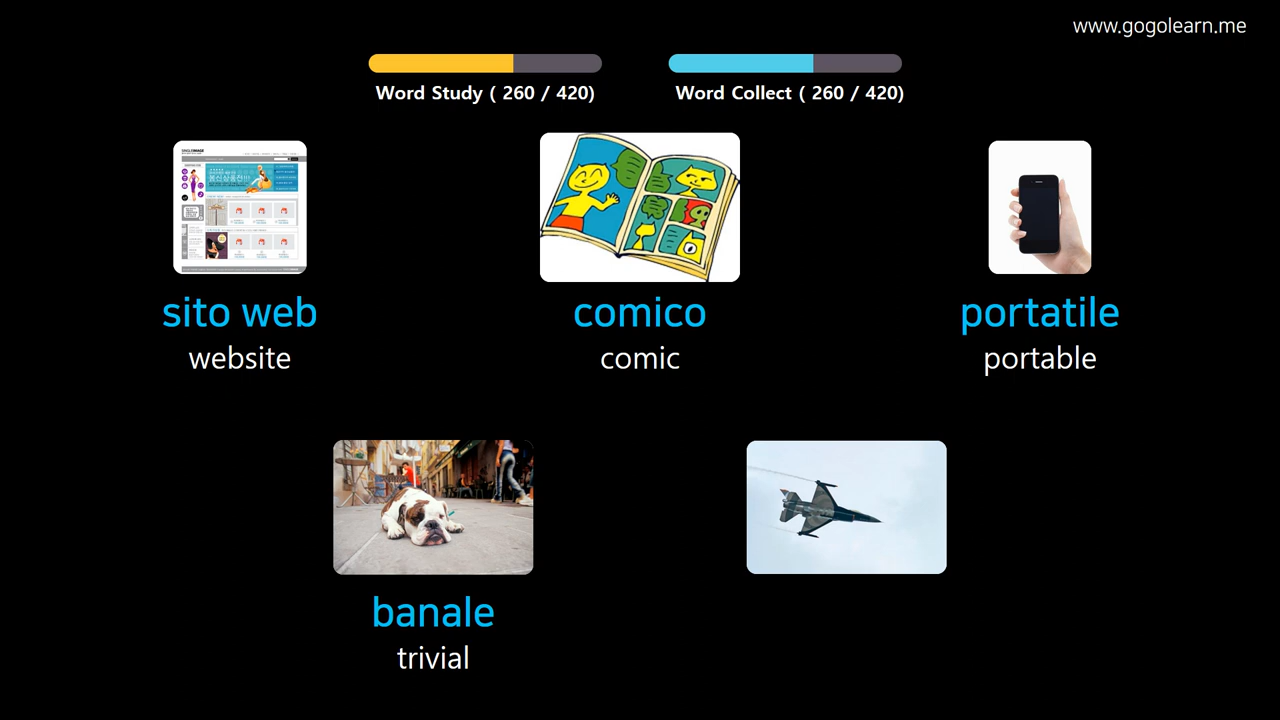 www.gogolearn.me
Word Study ( 260 / 420)
Word Collect ( 260 / 420)
sito web
website
comico
comic
portatile
portable
banale
trivial